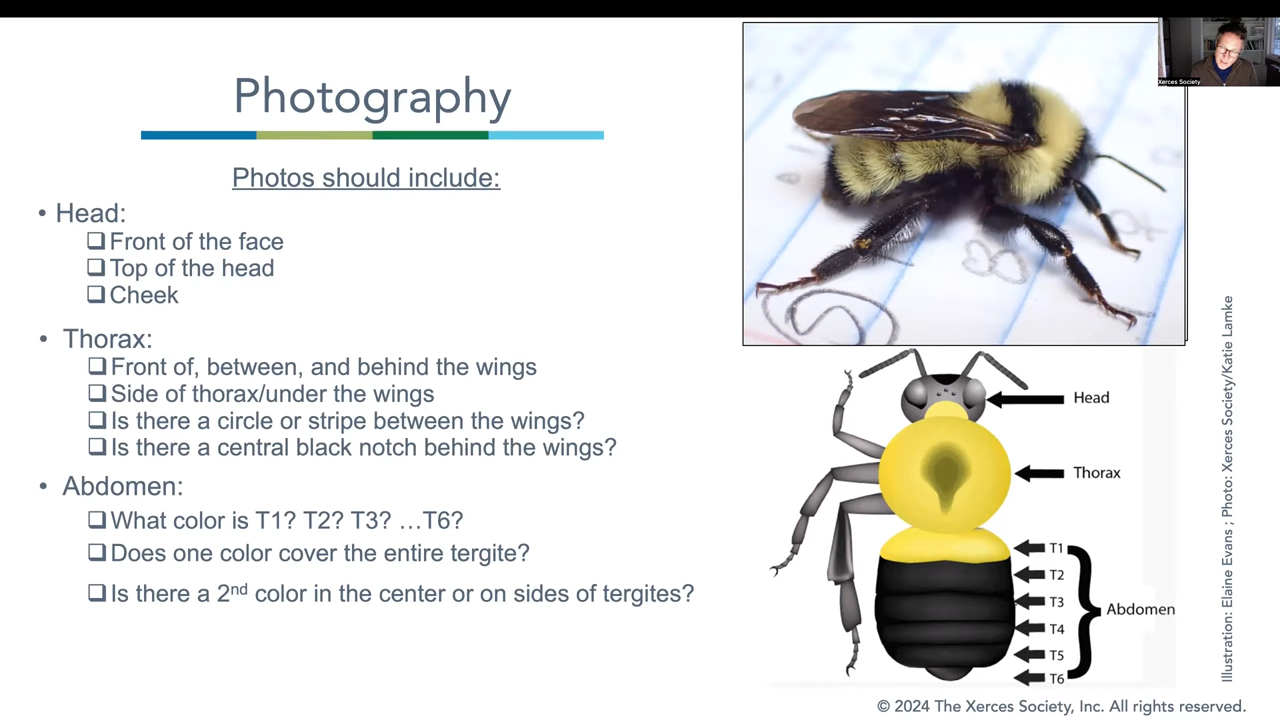 Photography
Photos should include:
• Head:
❑ Front of the face
❑ Top of the head
❑ Cheek
• Thorax:
❑ Front of, between, and behind the wings
❑ Side of thorax/under the wings
❑ Is there a circle or stripe between the wings?
❑ Is there a central black notch behind the wings?
• Abdomen:
❑ What color is T1? T2? T3? …T6?
❑ Does one color cover the entire tergite?
❑ Is there a 2nd color in the center or on sides of tergites?
Xerces Society
Head
Thorax
T1
T2
T3
T4
T5
T6
Abdomen
Illustration: Elaine Evans ; Photo: Xerces Society/Katie Lamke
© 2024 The Xerces Society, Inc. All rights reserved.